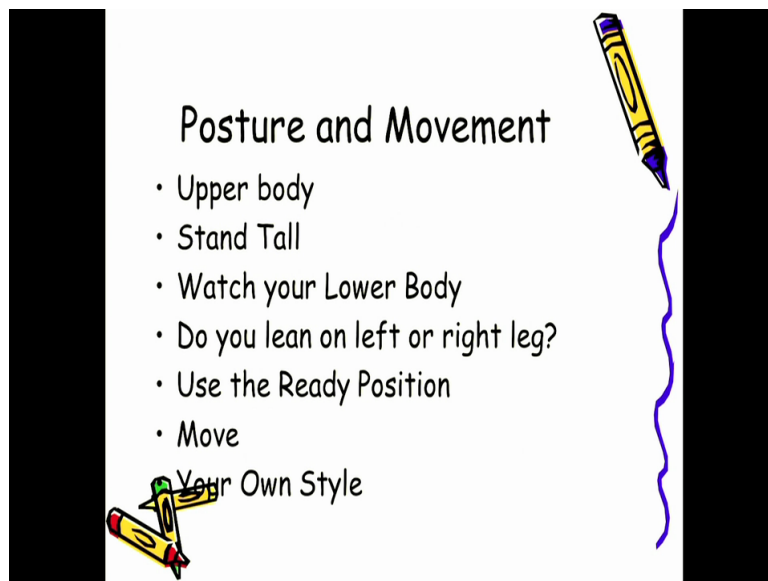 Posture and Movement
• Upper body
• Stand Tall
• Watch your Lower Body
• Do you lean on left or right leg?
• Use the Ready Position
• Move
Your Own Style